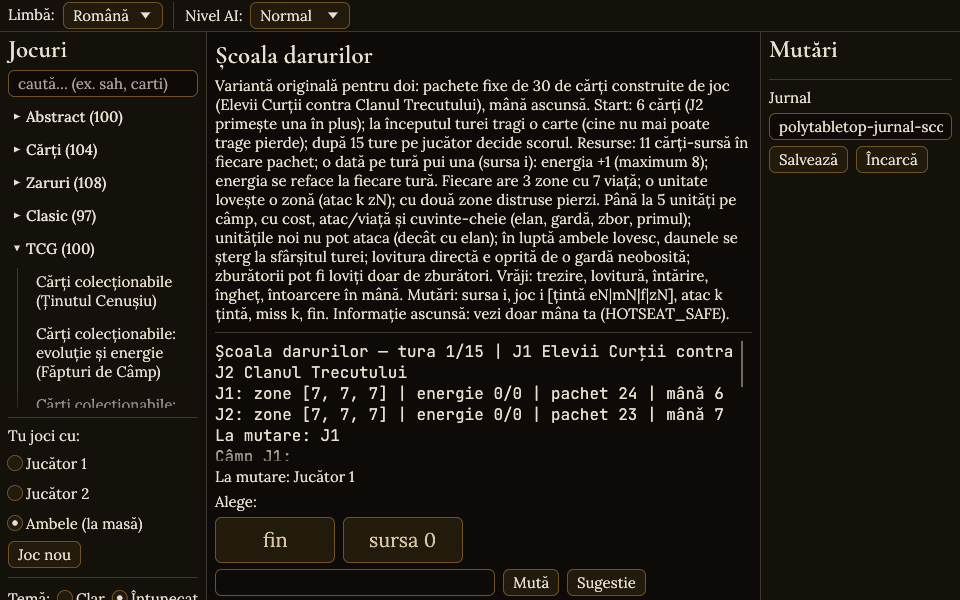 Limbă: Română Nivel AI: Normal
Jocuri
caută... (ex. sah, carti)
Abstract (100)
Cărți (104)
Zaruri (108)
Clasic (97)
TCG (100)
Cărți colecționabile
(Ținutul Cenușiu)
Cărți colecționabile:
evoluție și energie
(Făpturi de Câmp)
Cărți colecționabile:
Tu joci cu:
Jucător 1
Jucător 2
Ambele (la masă)
Joc nou
Temă: Clar Întunecat
Școala darurilor
Variantă originală pentru doi: pachete fixe de 30 de cărți construite de joc
(Elevii Curții contra Clanul Trecutului), mână ascunsă. Start: 6 cărți (J2
primește una în plus); la începutul turei tragi o carte (cine nu mai poate
trage pierde); după 15 ture pe jucător decide scorul. Resurse: 11 cărți-sursă în
fiecare pachet; o dată pe tură pui una (sursa i): energia +1 (maximum 8);
energia se reface la fiecare tură. Fiecare are 3 zone cu 7 viață; o unitate
lovește o zonă (atac k zN); cu două zone distruse pierzi. Până la 5 unități pe
câmp, cu cost, atac/viață și cuvinte-cheie (elan, gardă, zbor, primul);
unitățile noi nu pot ataca (decât cu elan); în luptă ambele lovesc, daunele se
șterg la sfârșitul turei; lovitura directă e oprită de o gardă neobosită;
zburătorii pot fi loviți doar de zburători. Vrăji: trezire, lovitură, întărire,
îngheț, întoarcere în mână. Mutări: sursa i, joc i [țintă eN|mN|f|zN], atac k
țintă, miss k, fin. Informație ascunsă: vezi doar mâna ta (HOTSEAT_SAFE).
Școala darurilor — tura 1/15 | J1 Elevii Curții contra
J2 Clanul Trecutului
J1: zone [7, 7, 7] | energie 0/0 | pachet 24 | mână 6
J2: zone [7, 7, 7] | energie 0/0 | pachet 23 | mână 7
La mutare: J1
Câmp J1:
La mutare: Jucător 1
Alege:
fin sursa 0
Mută Sugestie
Mutări
Jurnal
polytabletop-jurnal-sco
Salvează Încarcă